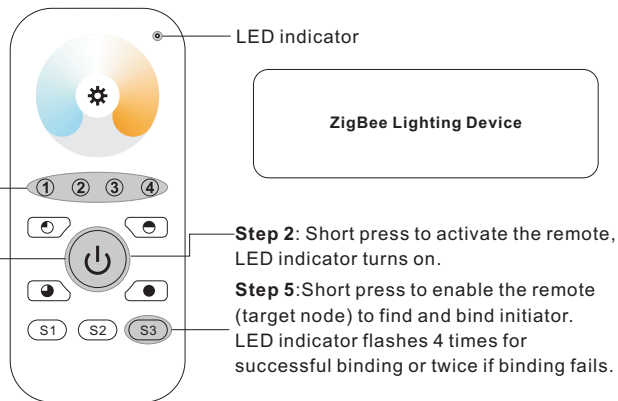 LED indicator
ZigBee Lighting Device
1 2 3 4
Step 2: Short press to activate the remote,
LED indicator turns on.
Step 5:Short press to enable the remote
(target node) to find and bind initiator.
LED indicator flashes 4 times for
successful binding or twice if binding fails.
S1 S2 S3